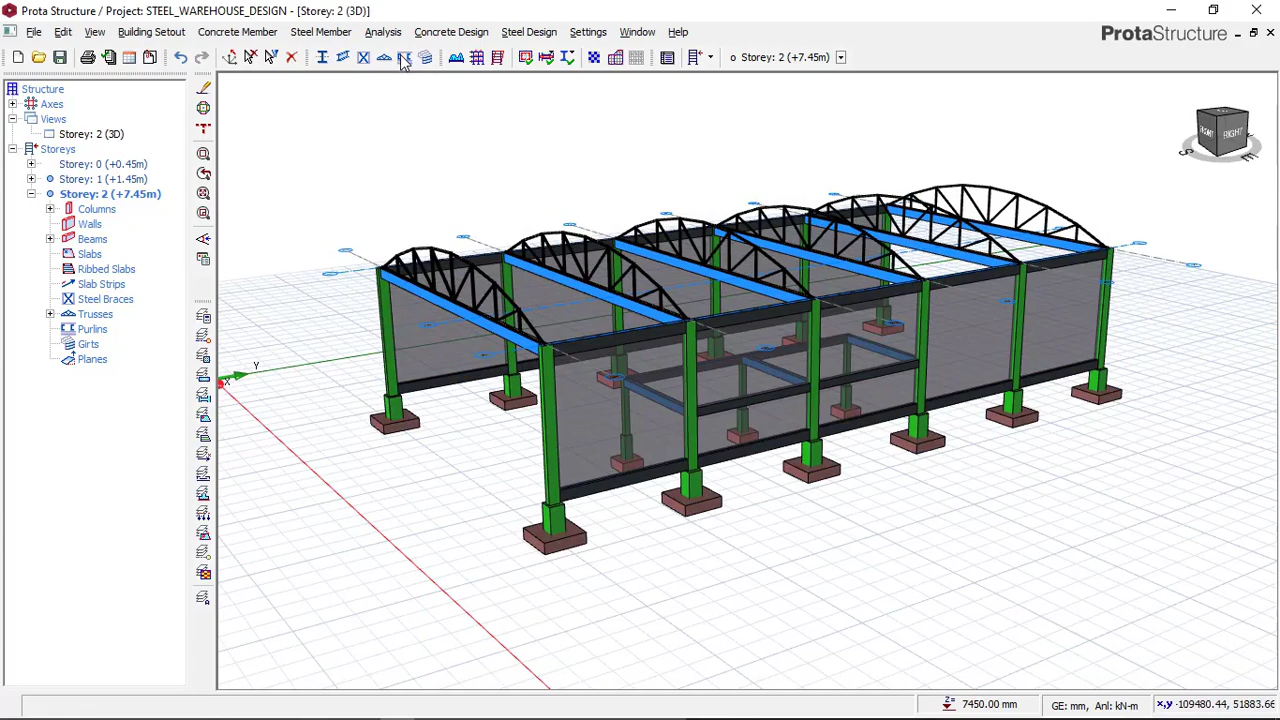 Prota Structure / Project: STEEL_WAREHOUSE_DESIGN - [Storey: 2 (3D)]
File Edit View Building Setout Concrete Member Steel Member Analysis Concrete Design Steel Design Settings Window Help
ProtaStructure
Storey: 2 (+7.45m)
Structure
Axes
Views
Storey: 2 (3D)
Storeys
Storey: 0 (+0.45m)
Storey: 1 (+1.45m)
Storey: 2 (+7.45m)
Columns
Walls
Beams
Slabs
Ribbed Slabs
Slab Strips
Steel Braces
Trusses
Purlins
Girts
Planes
RIGHT
Y
X
Z= 7450.00 mm
GE: mm, Anl: kN-m
x,y -109480.44, 51883.66